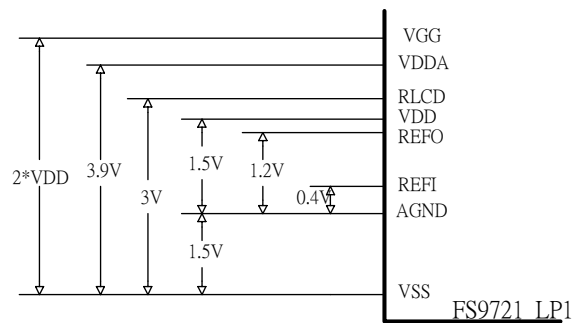 VGG
VDDA
RLCD
VDD
REFO
1.5V
1.2V
3.9V
2*VDD
3V
REFI
0.4V
AGND
1.5V
VSS
FS9721_LP1